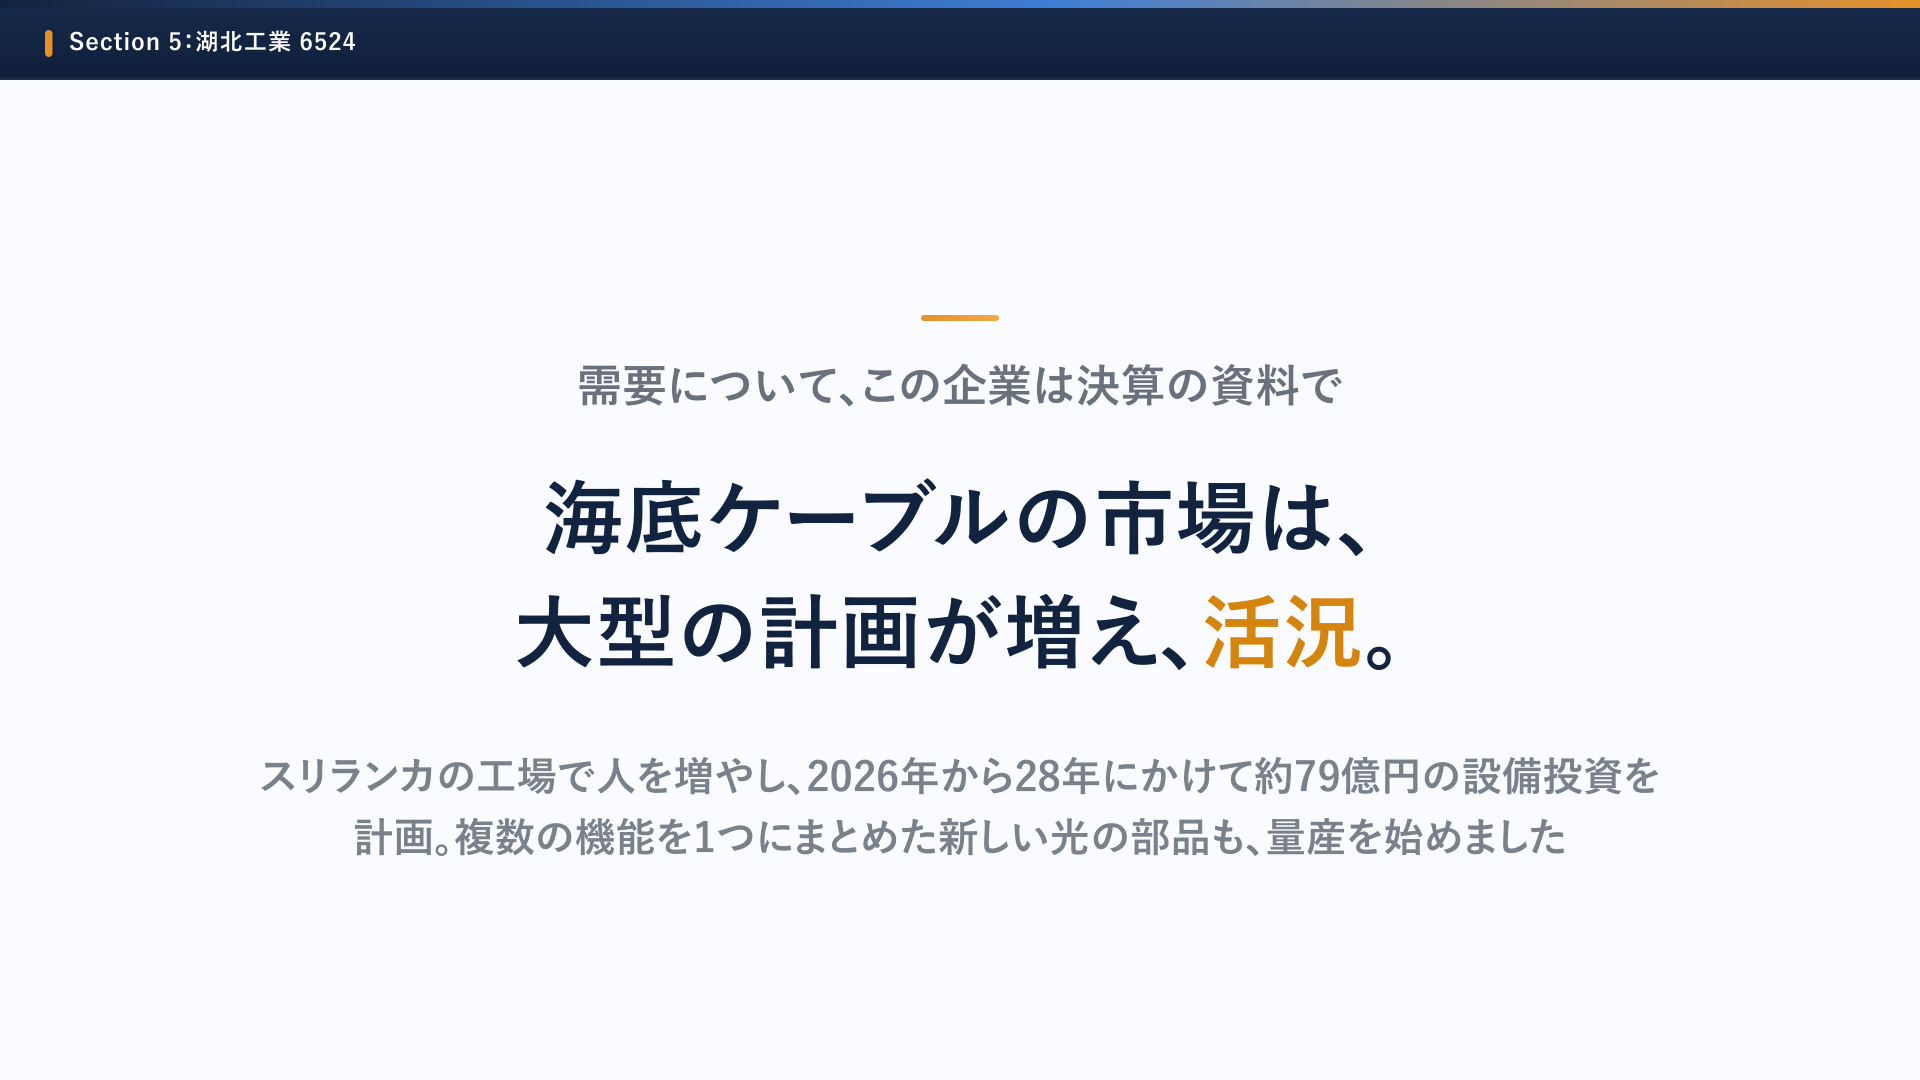 Section 5：湖北工業 6524
需要について、この企業は決算の資料で
海底ケーブルの市場は、
大型の計画が増え、活況。
スリランカの工場で人を増やし、2026年から28年にかけて約79億円の設備投資を
計画。複数の機能を1つにまとめた新しい光の部品も、量産を始めました